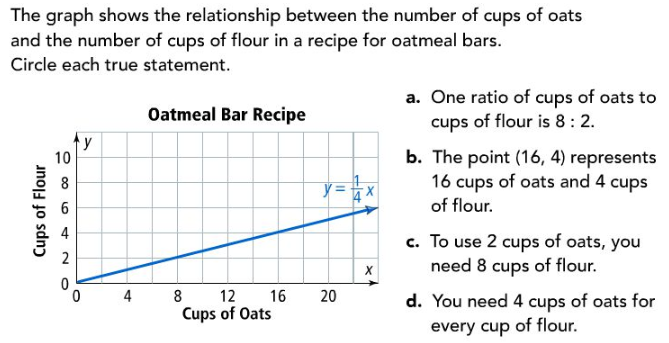 The graph shows the relationship between the number of cups of oats
and the number of cups of flour in a recipe for oatmeal bars.
Circle each true statement.
Oatmeal Bar Recipe
y
10
8
6
4
2
0
Cups of Flour
y = 1/4 x
x
0 4 8 12 16 20
Cups of Oats
a. One ratio of cups of oats to
cups of flour is 8 : 2.
b. The point (16, 4) represents
16 cups of oats and 4 cups
of flour.
c. To use 2 cups of oats, you
need 8 cups of flour.
d. You need 4 cups of oats for
every cup of flour.